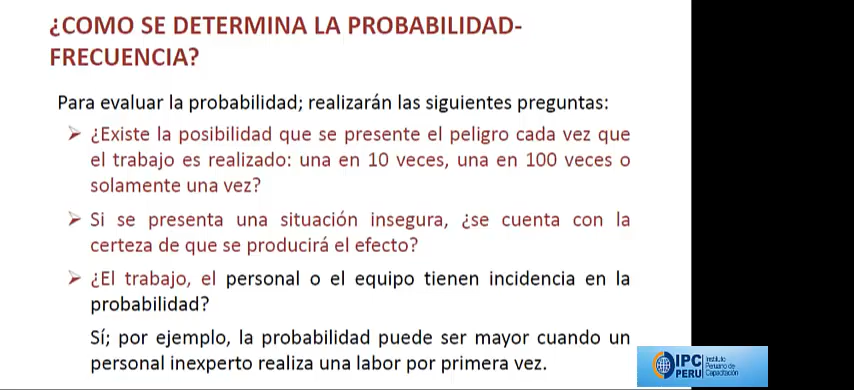 ¿COMO SE DETERMINA LA PROBABILIDAD-
FRECUENCIA?
Para evaluar la probabilidad; realizarán las siguientes preguntas:
¿Existe la posibilidad que se presente el peligro cada vez que
el trabajo es realizado: una en 10 veces, una en 100 veces o
solamente una vez?
Si se presenta una situación insegura, ¿se cuenta con la
certeza de que se producirá el efecto?
¿El trabajo, el personal o el equipo tienen incidencia en la
probabilidad?
Sí; por ejemplo, la probabilidad puede ser mayor cuando un
personal inexperto realiza una labor por primera vez.
IPC
PERU
Instituto
Peruano de
Capacitación